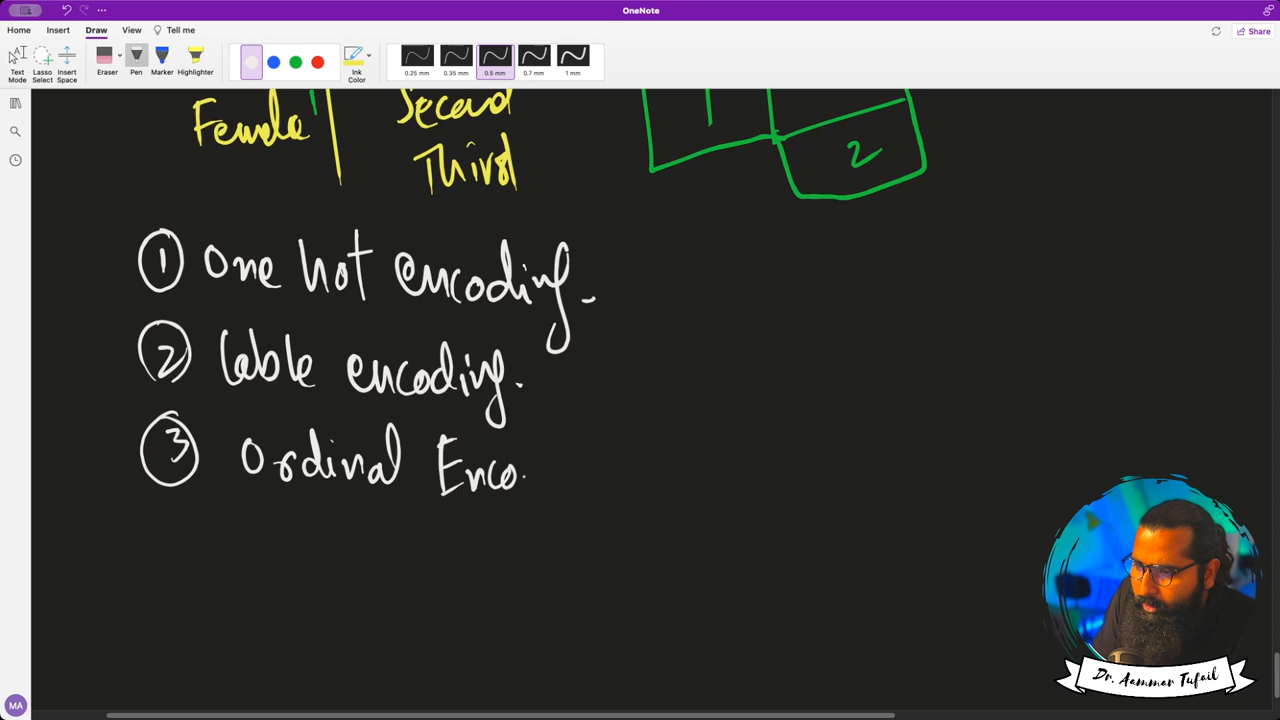 OneNote
Home Insert Draw View Tell me Share
Text Mode Lasso Select Insert Space Eraser Pen Marker Highlighter Ink Color 0.25 mm 0.35 mm 0.5 mm 0.7 mm 1 mm
Female Second
Third 2
1 One hot encoding.
2 Lable encoding.
3 Ordinal Enco.
Dr. Aammar Tufail
MA